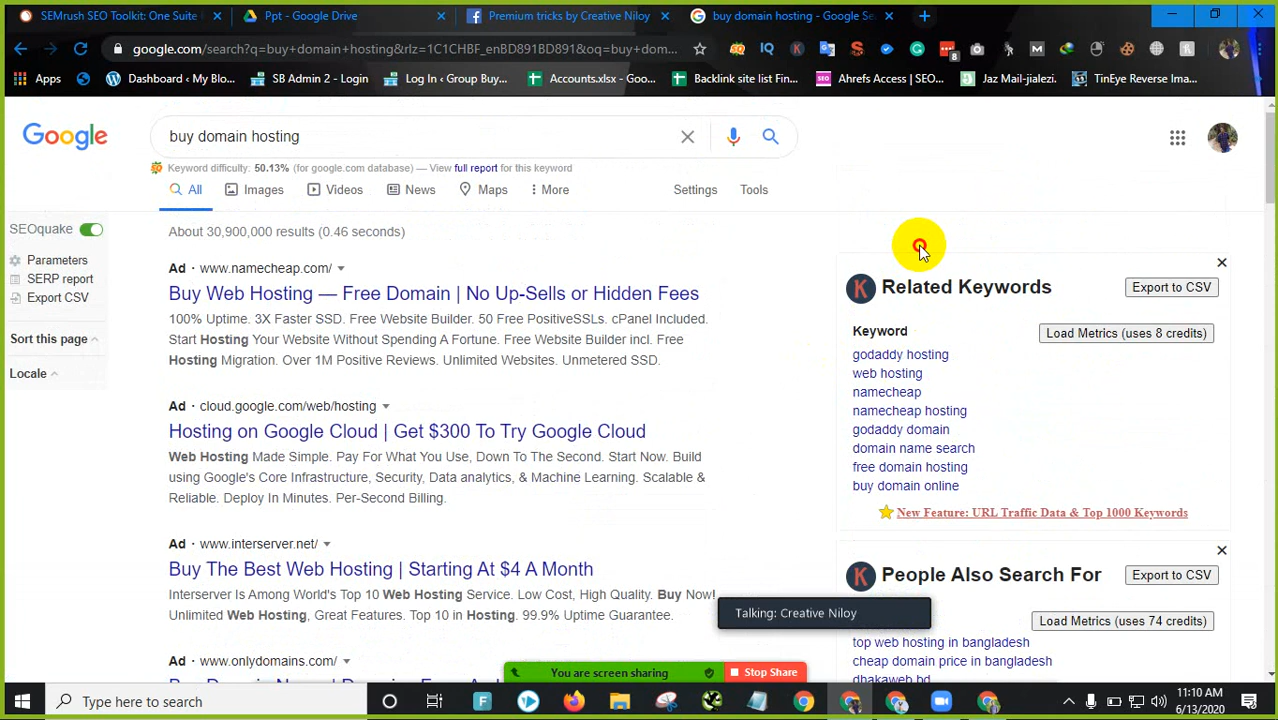 SEMrush SEO Toolkit: One Suite
Ppt - Google Drive
Premium tricks by Creative Niloy
buy domain hosting - Google Se
google.com/search?q=buy+domain+hosting&rlz=1C1CHBF_enBD891BD891&oq=buy+dom...
Apps
Dashboard ‹ My Blo...
SB Admin 2 - Login
Log In ‹ Group Buy...
Accounts.xlsx - Goo...
Backlink site list Fin...
Ahrefs Access | SEO...
Jaz Mail-jialezi.
TinEye Reverse Ima...
Google
buy domain hosting
Keyword difficulty: 50.13% (for google.com database) — View full report for this keyword
All
Images
Videos
News
Maps
More
Settings
Tools
SEOquake
Parameters
SERP report
Export CSV
Sort this page
Locale
About 30,900,000 results (0.46 seconds)
Ad · www.namecheap.com/
Buy Web Hosting — Free Domain | No Up-Sells or Hidden Fees
100% Uptime. 3X Faster SSD. Free Website Builder. 50 Free PositiveSSLs. cPanel Included.
Start Hosting Your Website Without Spending A Fortune. Free Website Builder incl. Free
Hosting Migration. Over 1M Positive Reviews. Unlimited Websites. Unmetered SSD.
Ad · cloud.google.com/web/hosting
Hosting on Google Cloud | Get $300 To Try Google Cloud
Web Hosting Made Simple. Pay For What You Use, Down To The Second. Start Now. Build
using Google's Core Infrastructure, Security, Data analytics, & Machine Learning. Scalable &
Reliable. Deploy In Minutes. Per-Second Billing.
Ad · www.interserver.net/
Buy The Best Web Hosting | Starting At $4 A Month
Interserver Is Among World's Top 10 Web Hosting Service. Low Cost, High Quality. Buy Now!
Unlimited Web Hosting, Great Features. Top 10 in Hosting. 99.9% Uptime Guarantee.
Ad · www.onlydomains.com/
K
Related Keywords
Export to CSV
Keyword
Load Metrics (uses 8 credits)
godaddy hosting
web hosting
namecheap
namecheap hosting
godaddy domain
domain name search
free domain hosting
buy domain online
New Feature: URL Traffic Data & Top 1000 Keywords
K
People Also Search For
Export to CSV
Load Metrics (uses 74 credits)
top web hosting in bangladesh
cheap domain price in bangladesh
dhakaweb bd
Talking: Creative Niloy
You are screen sharing
Stop Share
Type here to search
11:10 AM
6/13/2020